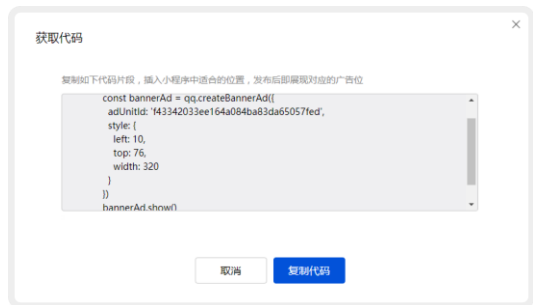 获取代码
复制如下代码片段，插入小程序中适合的位置，发布后即展现对应的广告位
const bannerAd = qq.createBannerAd({
adUnitId: 'f43342033ee164a084ba83da65057fed',
style: {
left: 10,
top: 76,
width: 320
}
})
bannerAd.show()
取消
复制代码